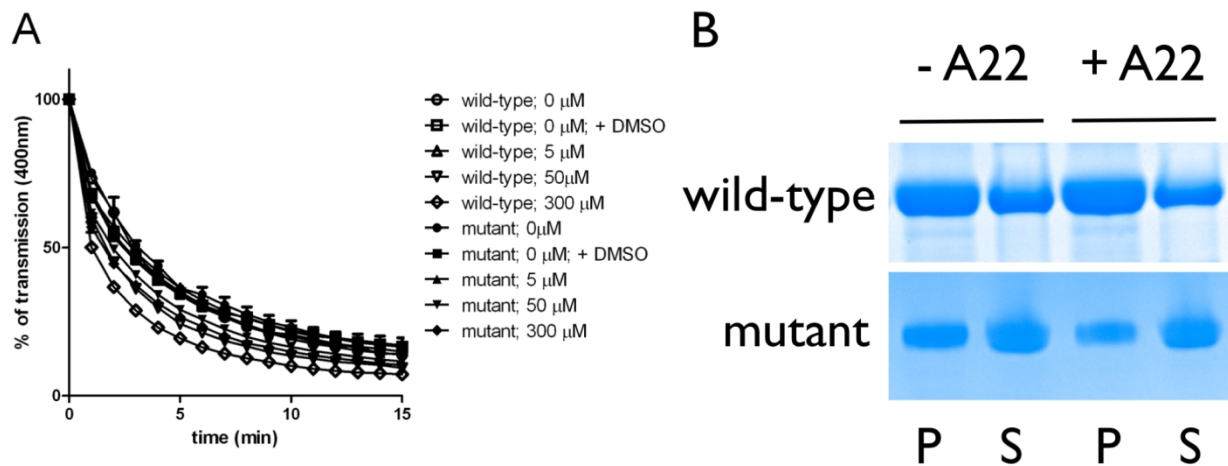 A
% of transmission (400nm)
100
50
0
0
5
10
15
time (min)
wild-type; 0 µM
wild-type; 0 µM; + DMSO
wild-type; 5 µM
wild-type; 50µM
wild-type; 300 µM
mutant; 0µM
mutant; 0 µM; + DMSO
mutant; 5 µM
mutant; 50 µM
mutant; 300 µM
B
- A22 + A22
wild-type
mutant
P S P S